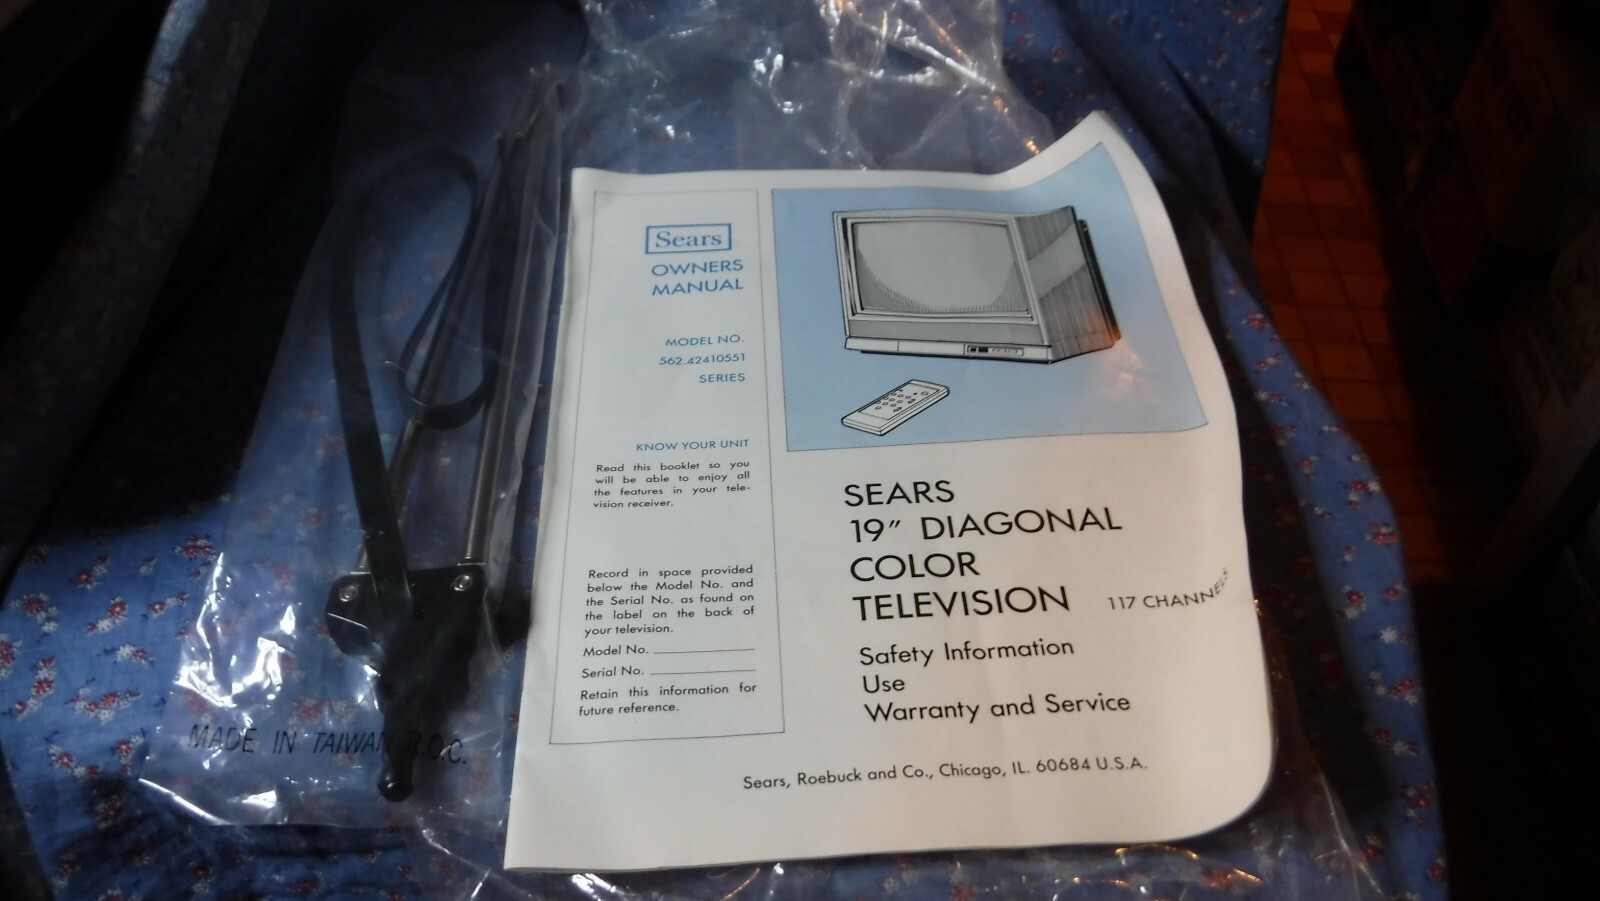 Sears
OWNERS
MANUAL
MODEL NO.
562.42410551
SERIES
KNOW YOUR UNIT
Read this booklet so you
will be able to enjoy all
the features in your tele-
vision receiver.
Record in space provided
below the Model No. and
the Serial No. as found on
the label on the back of
your television.
Model No.
Serial No.
Retain this information for
future reference.
SEARS
19" DIAGONAL
COLOR
TELEVISION 117 CHANNELS
Safety Information
Use
Warranty and Service
Sears, Roebuck and Co., Chicago, IL. 60684 U.S.A.
MADE IN TAIWAN R.O.C.